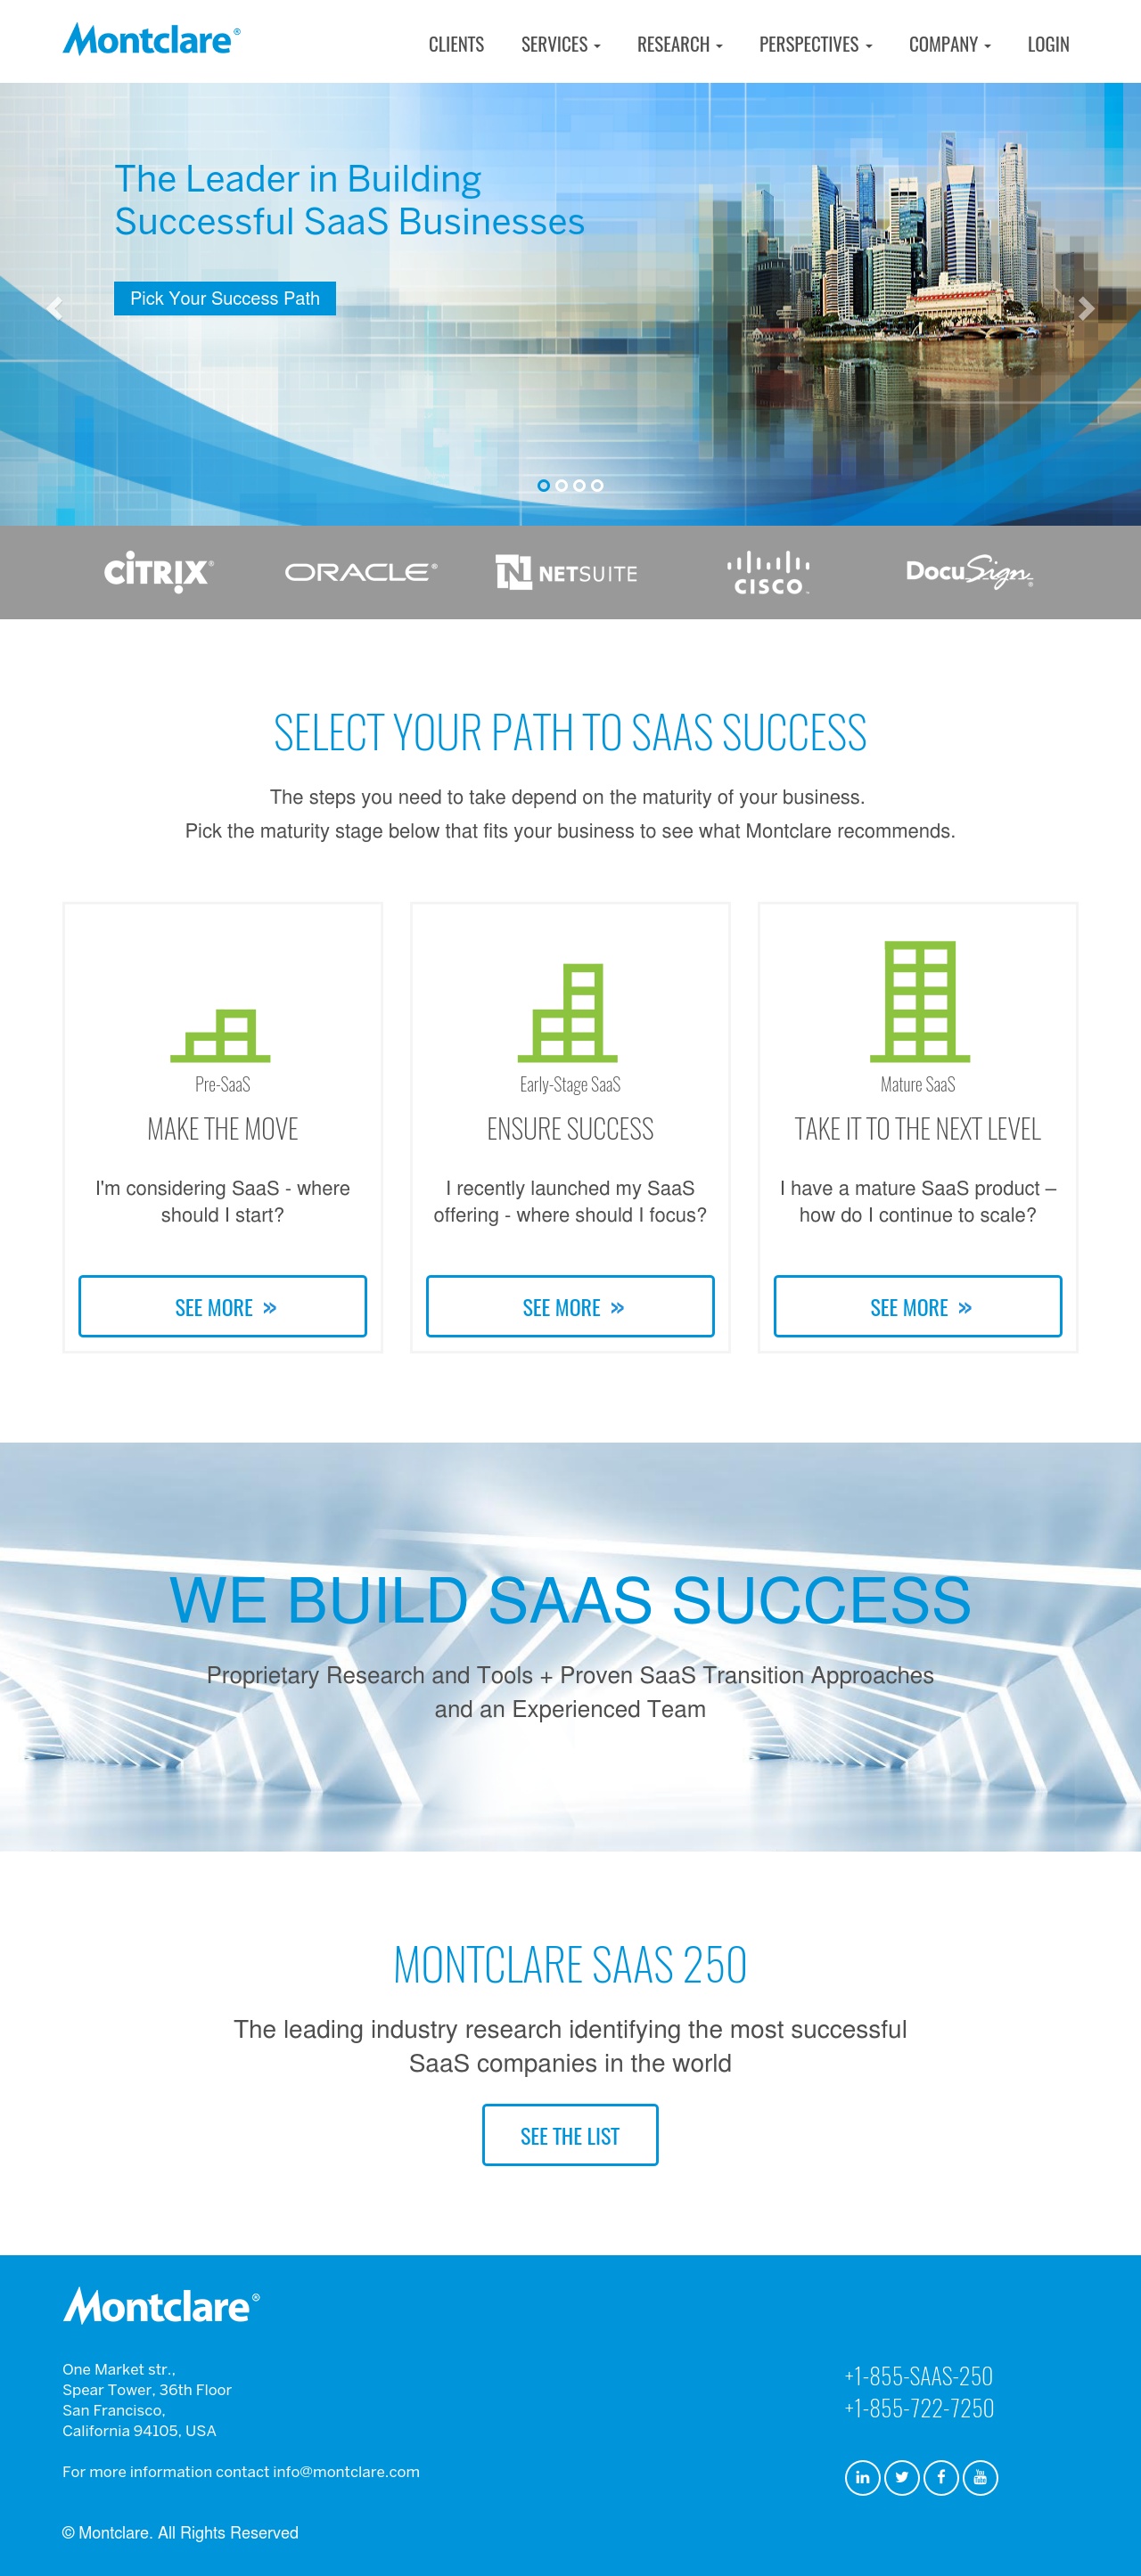 Montclare®
CLIENTS SERVICES RESEARCH PERSPECTIVES COMPANY LOGIN
The Leader in Building
Successful SaaS Businesses
Pick Your Success Path
CİTRIX® ORACLE® NETSUITE CISCO™ DocuSign®
SELECT YOUR PATH TO SAAS SUCCESS
The steps you need to take depend on the maturity of your business.
Pick the maturity stage below that fits your business to see what Montclare recommends.
Pre-SaaS
MAKE THE MOVE
I'm considering SaaS - where
should I start?
SEE MORE »
Early-Stage SaaS
ENSURE SUCCESS
I recently launched my SaaS
offering - where should I focus?
SEE MORE »
Mature SaaS
TAKE IT TO THE NEXT LEVEL
I have a mature SaaS product –
how do I continue to scale?
SEE MORE »
WE BUILD SAAS SUCCESS
Proprietary Research and Tools + Proven SaaS Transition Approaches
and an Experienced Team
MONTCLARE SAAS 250
The leading industry research identifying the most successful
SaaS companies in the world
SEE THE LIST
Montclare®
One Market str.,
Spear Tower, 36th Floor
San Francisco,
California 94105, USA
For more information contact info@montclare.com
+1-855-SAAS-250
+1-855-722-7250
in f You Tube
© Montclare. All Rights Reserved